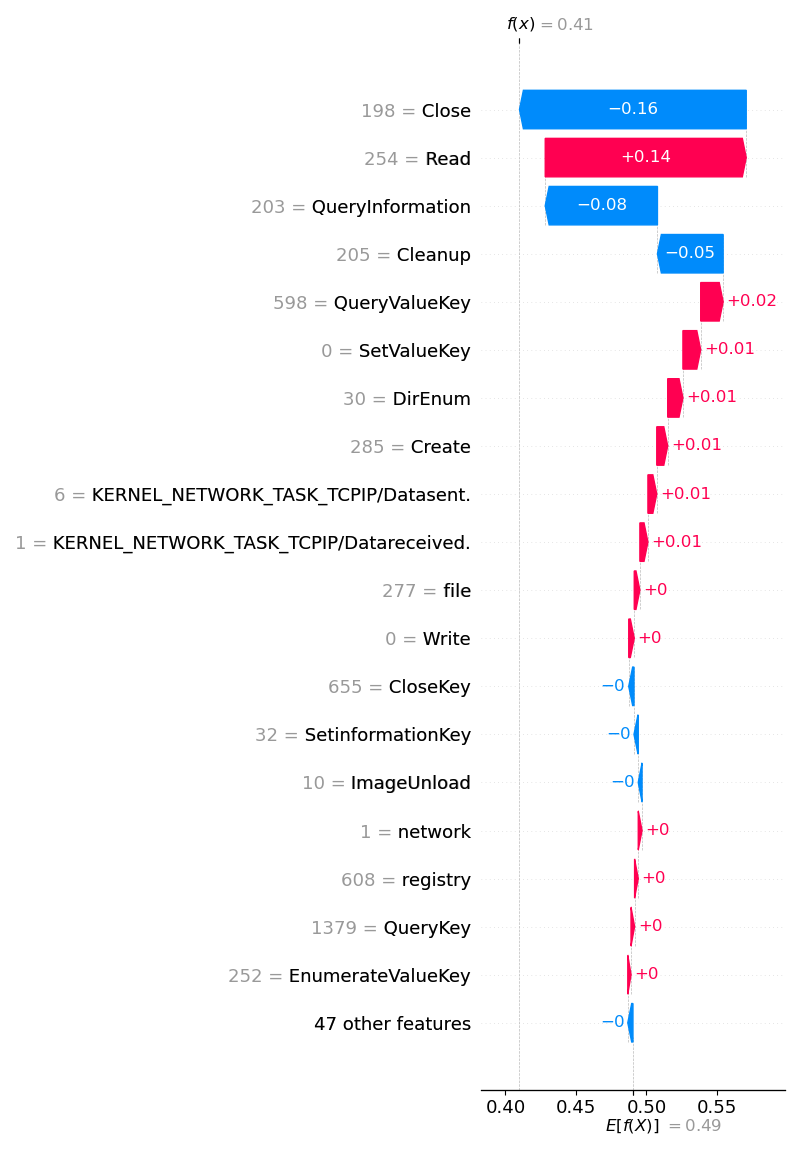 f(x) = 0.41
198 = Close −0.16
254 = Read +0.14
203 = QueryInformation −0.08
205 = Cleanup −0.05
598 = QueryValueKey +0.02
0 = SetValueKey +0.01
30 = DirEnum +0.01
285 = Create +0.01
6 = KERNEL_NETWORK_TASK_TCPIP/Datasent. +0.01
1 = KERNEL_NETWORK_TASK_TCPIP/Datareceived. +0.01
277 = file +0
0 = Write +0
655 = CloseKey −0
32 = SetinformationKey −0
10 = ImageUnload −0
1 = network +0
608 = registry +0
1379 = QueryKey +0
252 = EnumerateValueKey +0
47 other features −0
0.40 0.45 0.50 0.55
E[f(X)] = 0.49